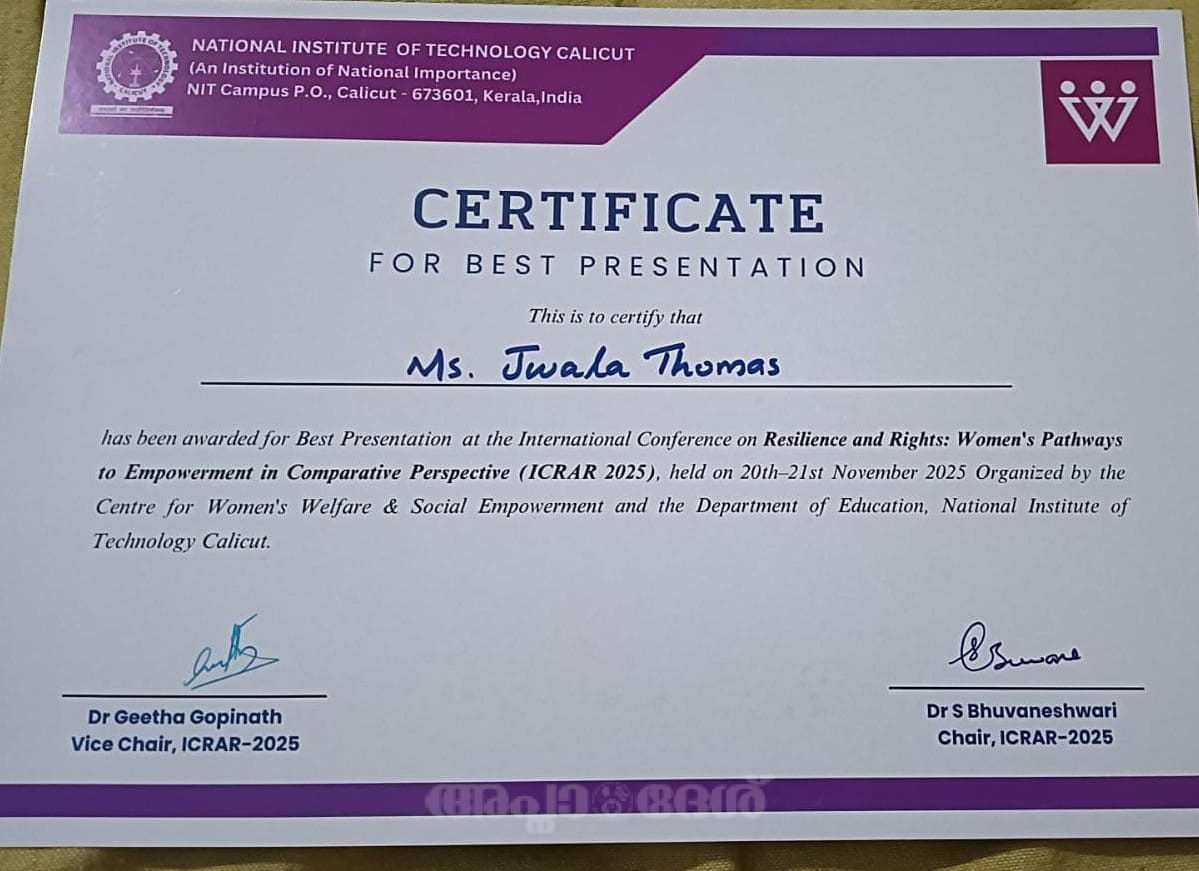 NATIONAL INSTITUTE OF TECHNOLOGY CALICUT
(An Institution of National Importance)
NIT Campus P.O., Calicut - 673601, Kerala,India
CERTIFICATE
FOR BEST PRESENTATION
This is to certify that
Ms. Jwala Thomas
has been awarded for Best Presentation at the International Conference on Resilience and Rights: Women's Pathways
to Empowerment in Comparative Perspective (ICRAR 2025), held on 20th–21st November 2025 Organized by the
Centre for Women's Welfare & Social Empowerment and the Department of Education, National Institute of
Technology Calicut.
Dr Geetha Gopinath
Vice Chair, ICRAR-2025
Dr S Bhuvaneshwari
Chair, ICRAR-2025